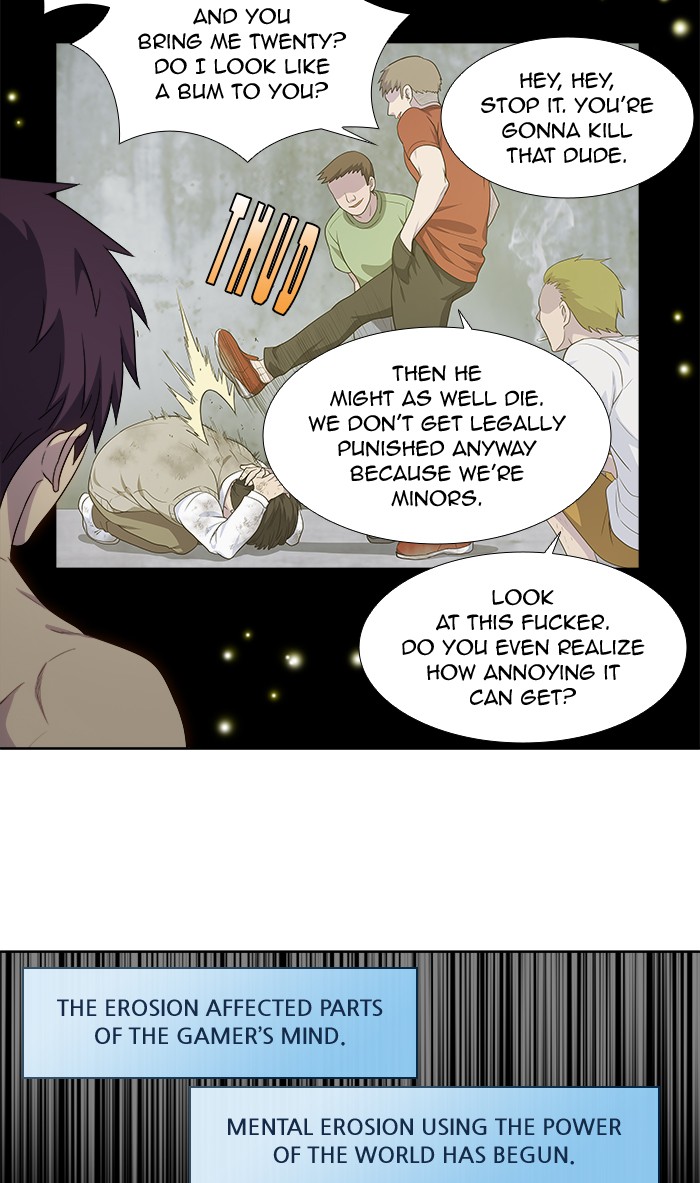 AND YOU
BRING ME TWENTY?
DO I LOOK LIKE
A BUM TO YOU?
HEY, HEY,
STOP IT. YOU'RE
GONNA KILL
THAT DUDE.
THUD
THEN HE
MIGHT AS WELL DIE.
WE DON'T GET LEGALLY
PUNISHED ANYWAY
BECAUSE WE'RE
MINORS.
LOOK
AT THIS FUCKER.
DO YOU EVEN REALIZE
HOW ANNOYING IT
CAN GET?
THE EROSION AFFECTED PARTS
OF THE GAMER'S MIND.
MENTAL EROSION USING THE POWER
OF THE WORLD HAS BEGUN.